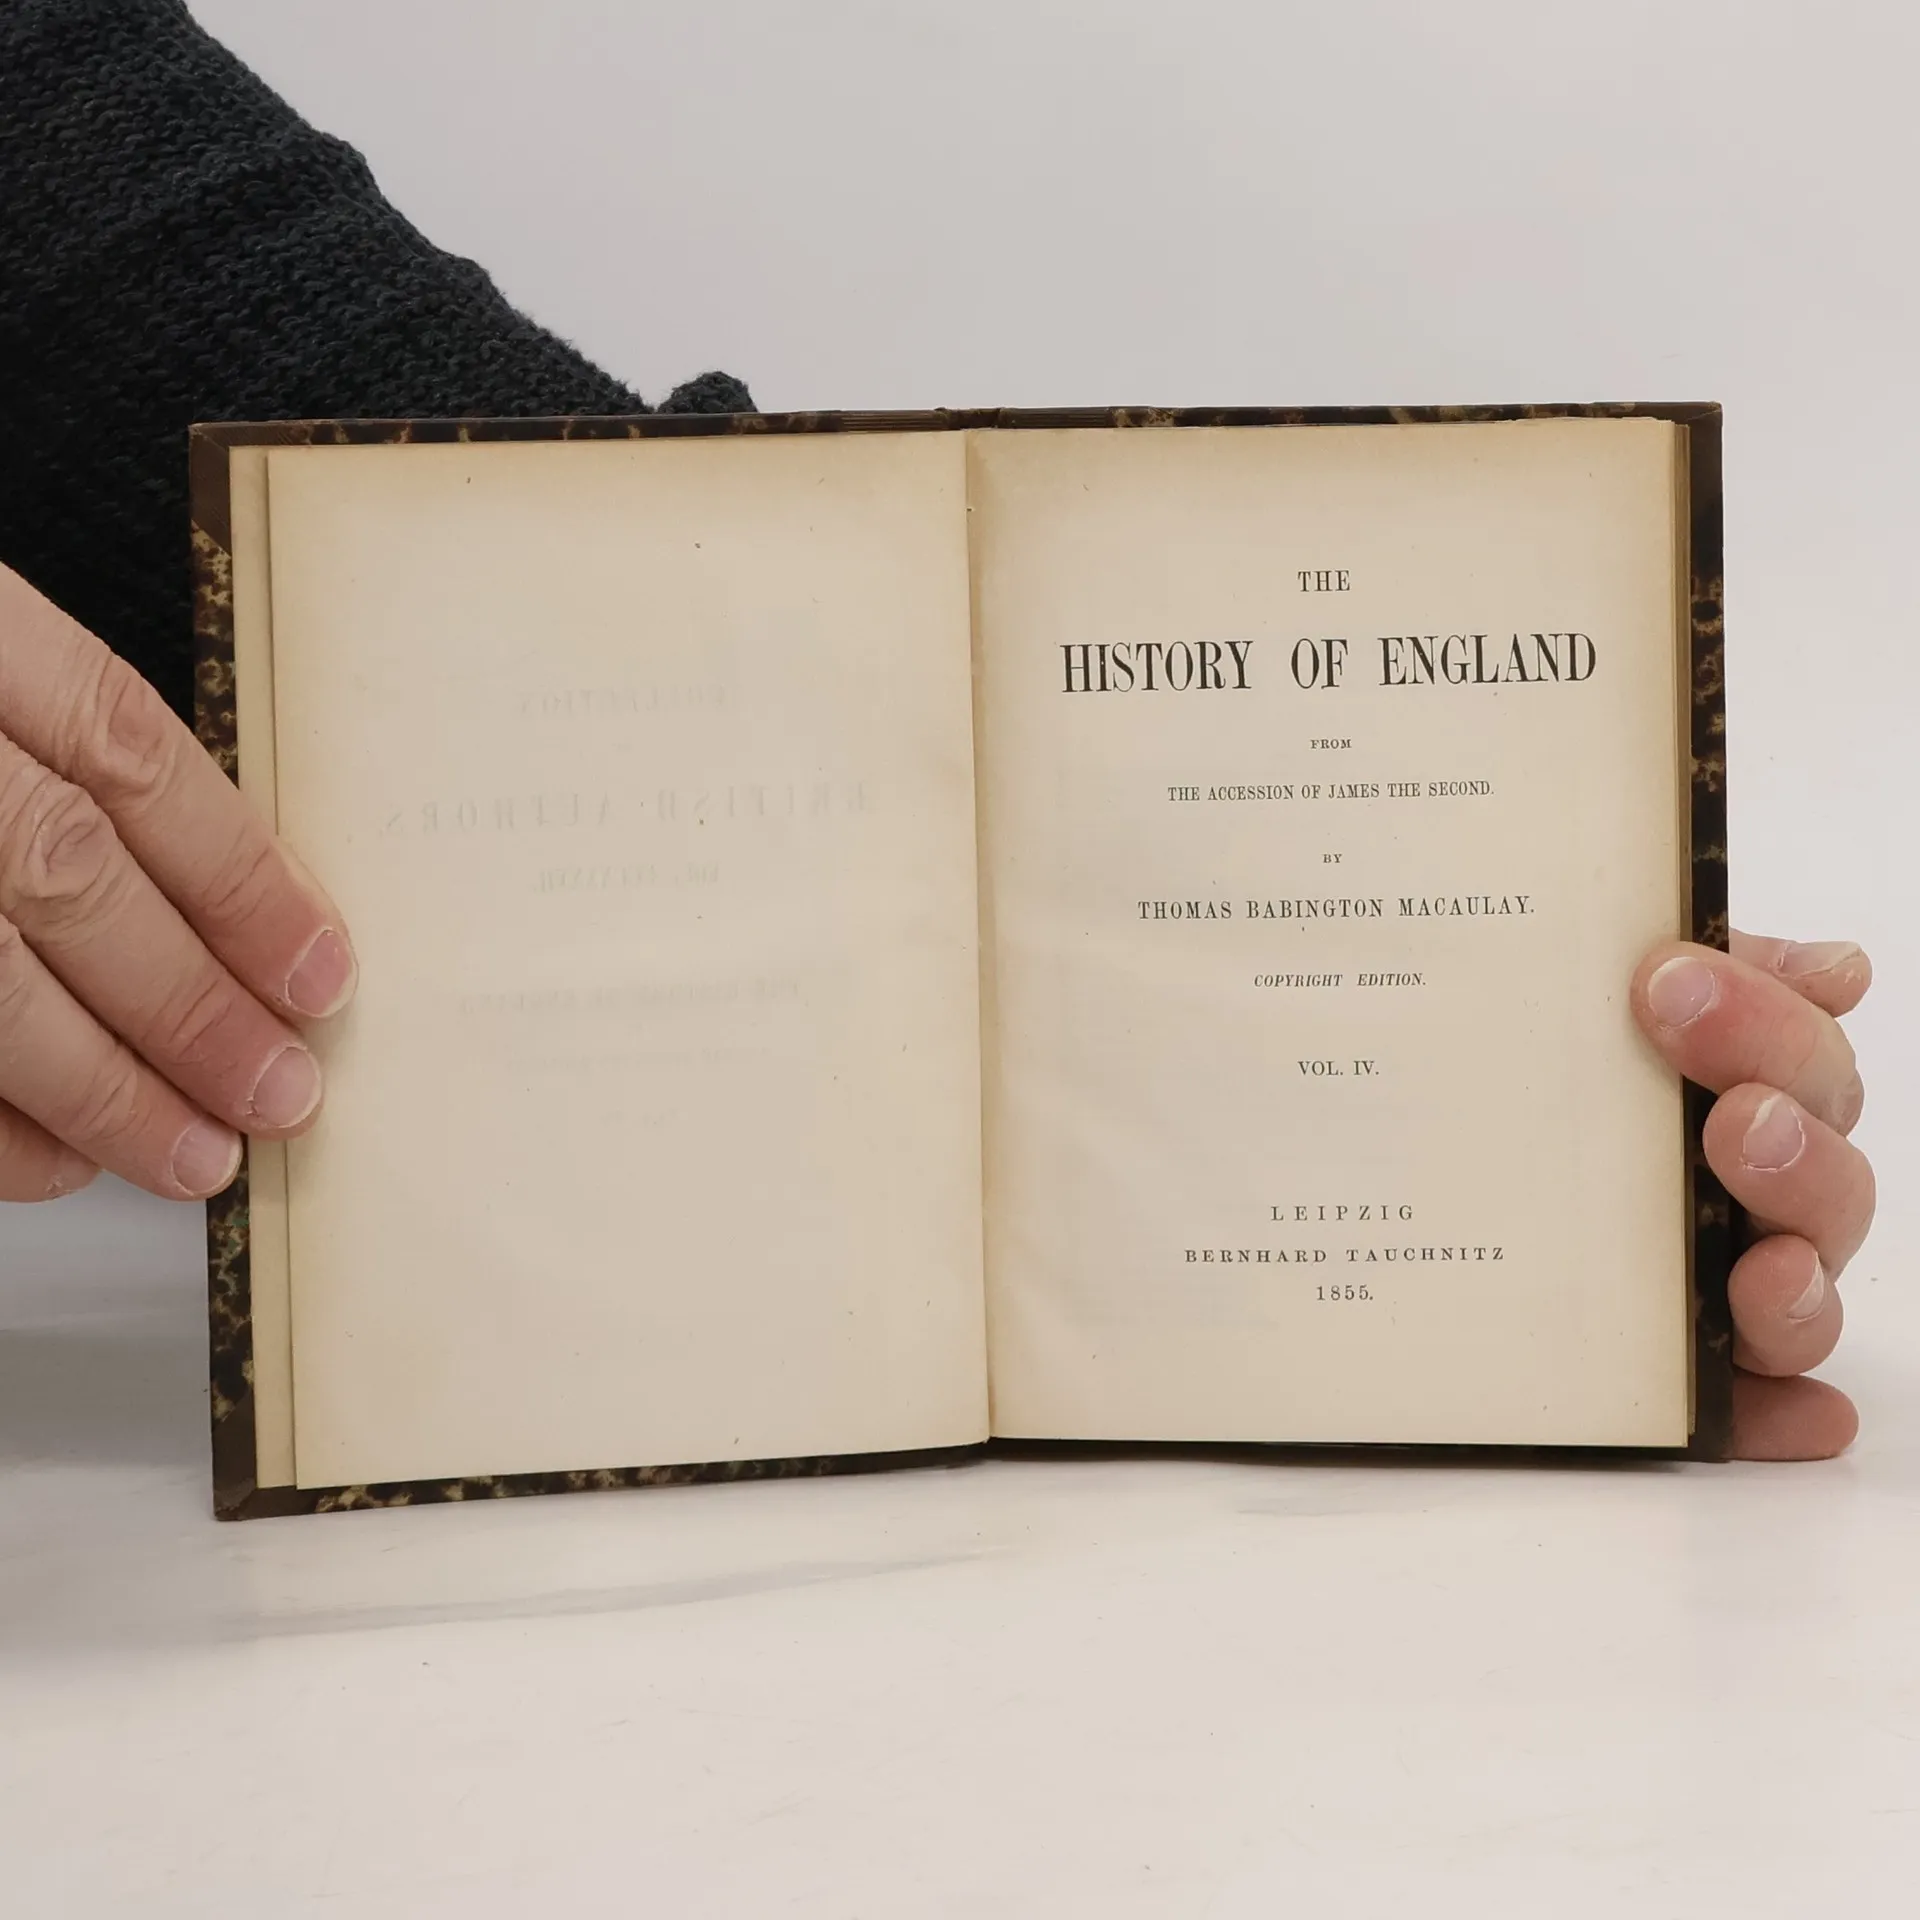 THE
HISTORY OF ENGLAND
FROM
THE ACCESSION OF JAMES THE SECOND.
BY
THOMAS BABINGTON MACAULAY.
COPYRIGHT EDITION.
VOL. IV.
LEIPZIG
BERNHARD TAUCHNITZ
1855.